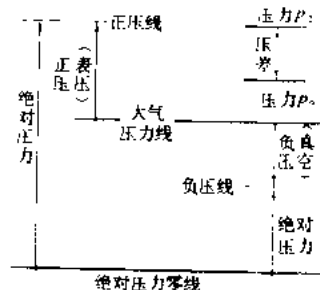 正压线
正压
(表压)
绝对压力
大气
压力线
压力p₁
压差
压力p₂
负压
(真空
负压线
绝对
压力
绝对压力零线